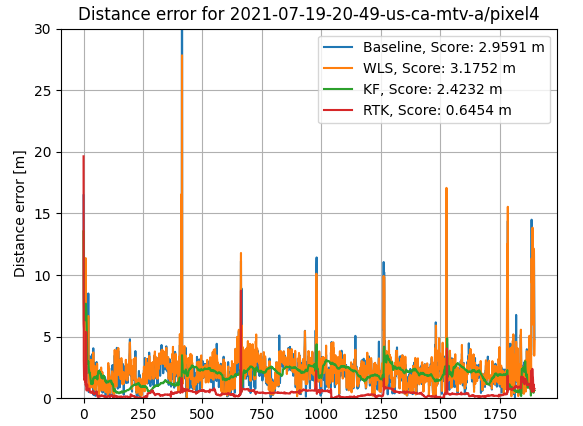 Distance error for 2021-07-19-20-49-us-ca-mtv-a/pixel4
Baseline, Score: 2.9591 m
WLS, Score: 3.1752 m
KF, Score: 2.4232 m
RTK, Score: 0.6454 m
Distance error [m]
30
25
20
15
10
5
0
0 250 500 750 1000 1250 1500 1750